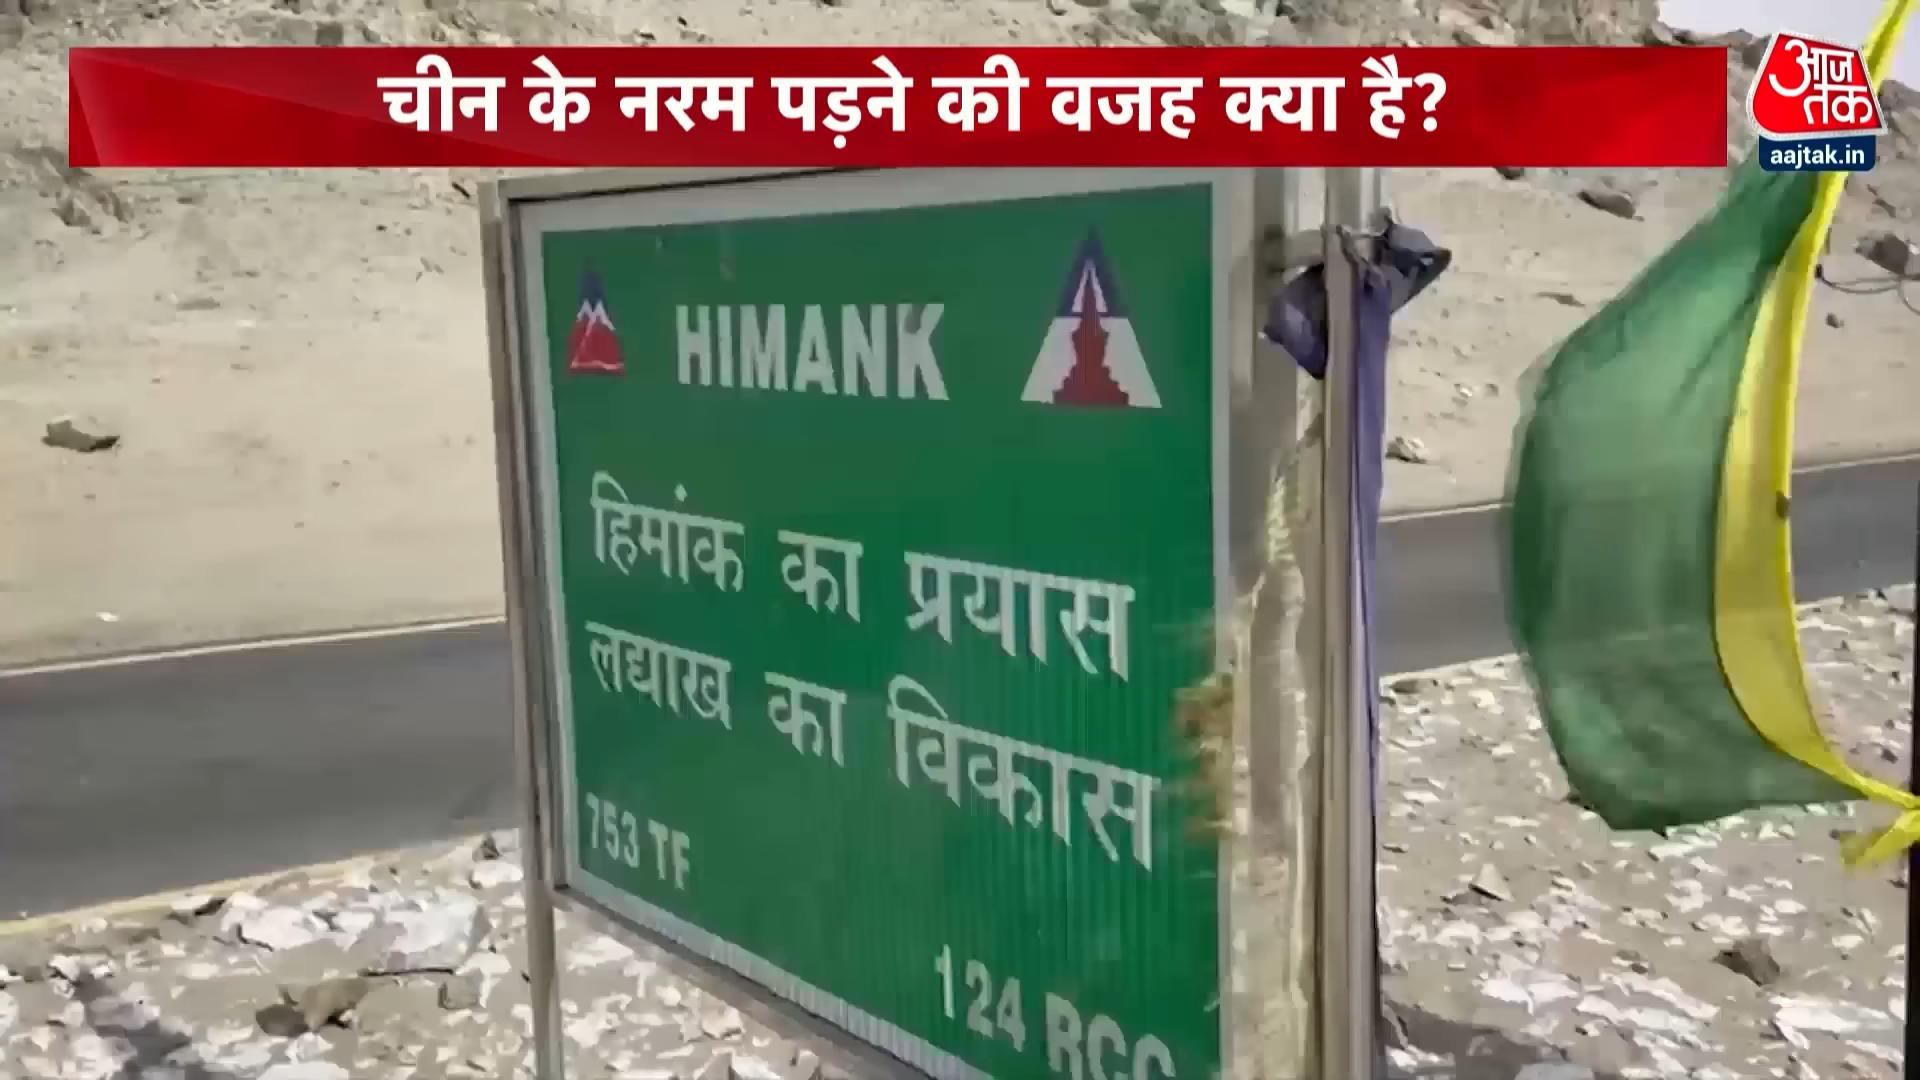 चीन के नरम पड़ने की वजह क्या है?
आज
तक
aajtak.in
HIMANK
हिमांक का प्रयास
लद्याख का विकास
753 TF
124 RCC